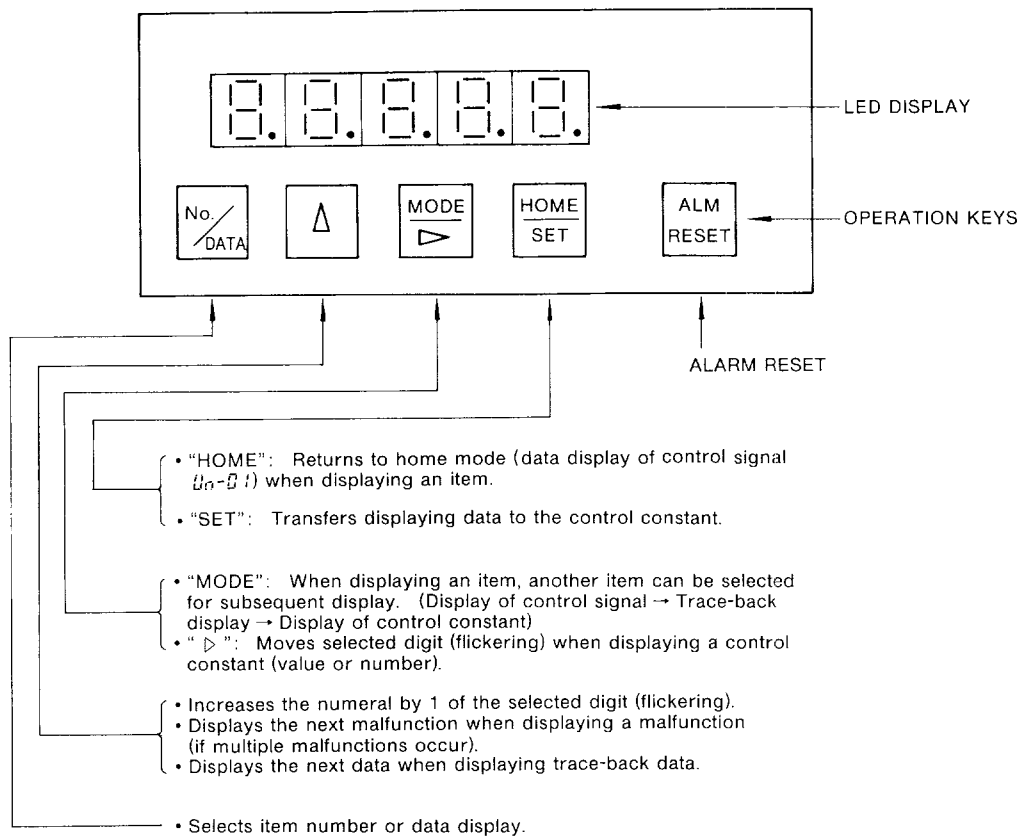 8.8.8.8.8.
LED DISPLAY
No./DATA
MODE
HOME
SET
ALM
RESET
OPERATION KEYS
ALARM RESET
• “HOME”: Returns to home mode (data display of control signal
Un-01) when displaying an item.
• “SET”: Transfers displaying data to the control constant.
• “MODE”: When displaying an item, another item can be selected
for subsequent display. (Display of control signal → Trace-back
display → Display of control constant)
• “ ▷ ”: Moves selected digit (flickering) when displaying a control
constant (value or number).
• Increases the numeral by 1 of the selected digit (flickering).
• Displays the next malfunction when displaying a malfunction
(if multiple malfunctions occur).
• Displays the next data when displaying trace-back data.
• Selects item number or data display.